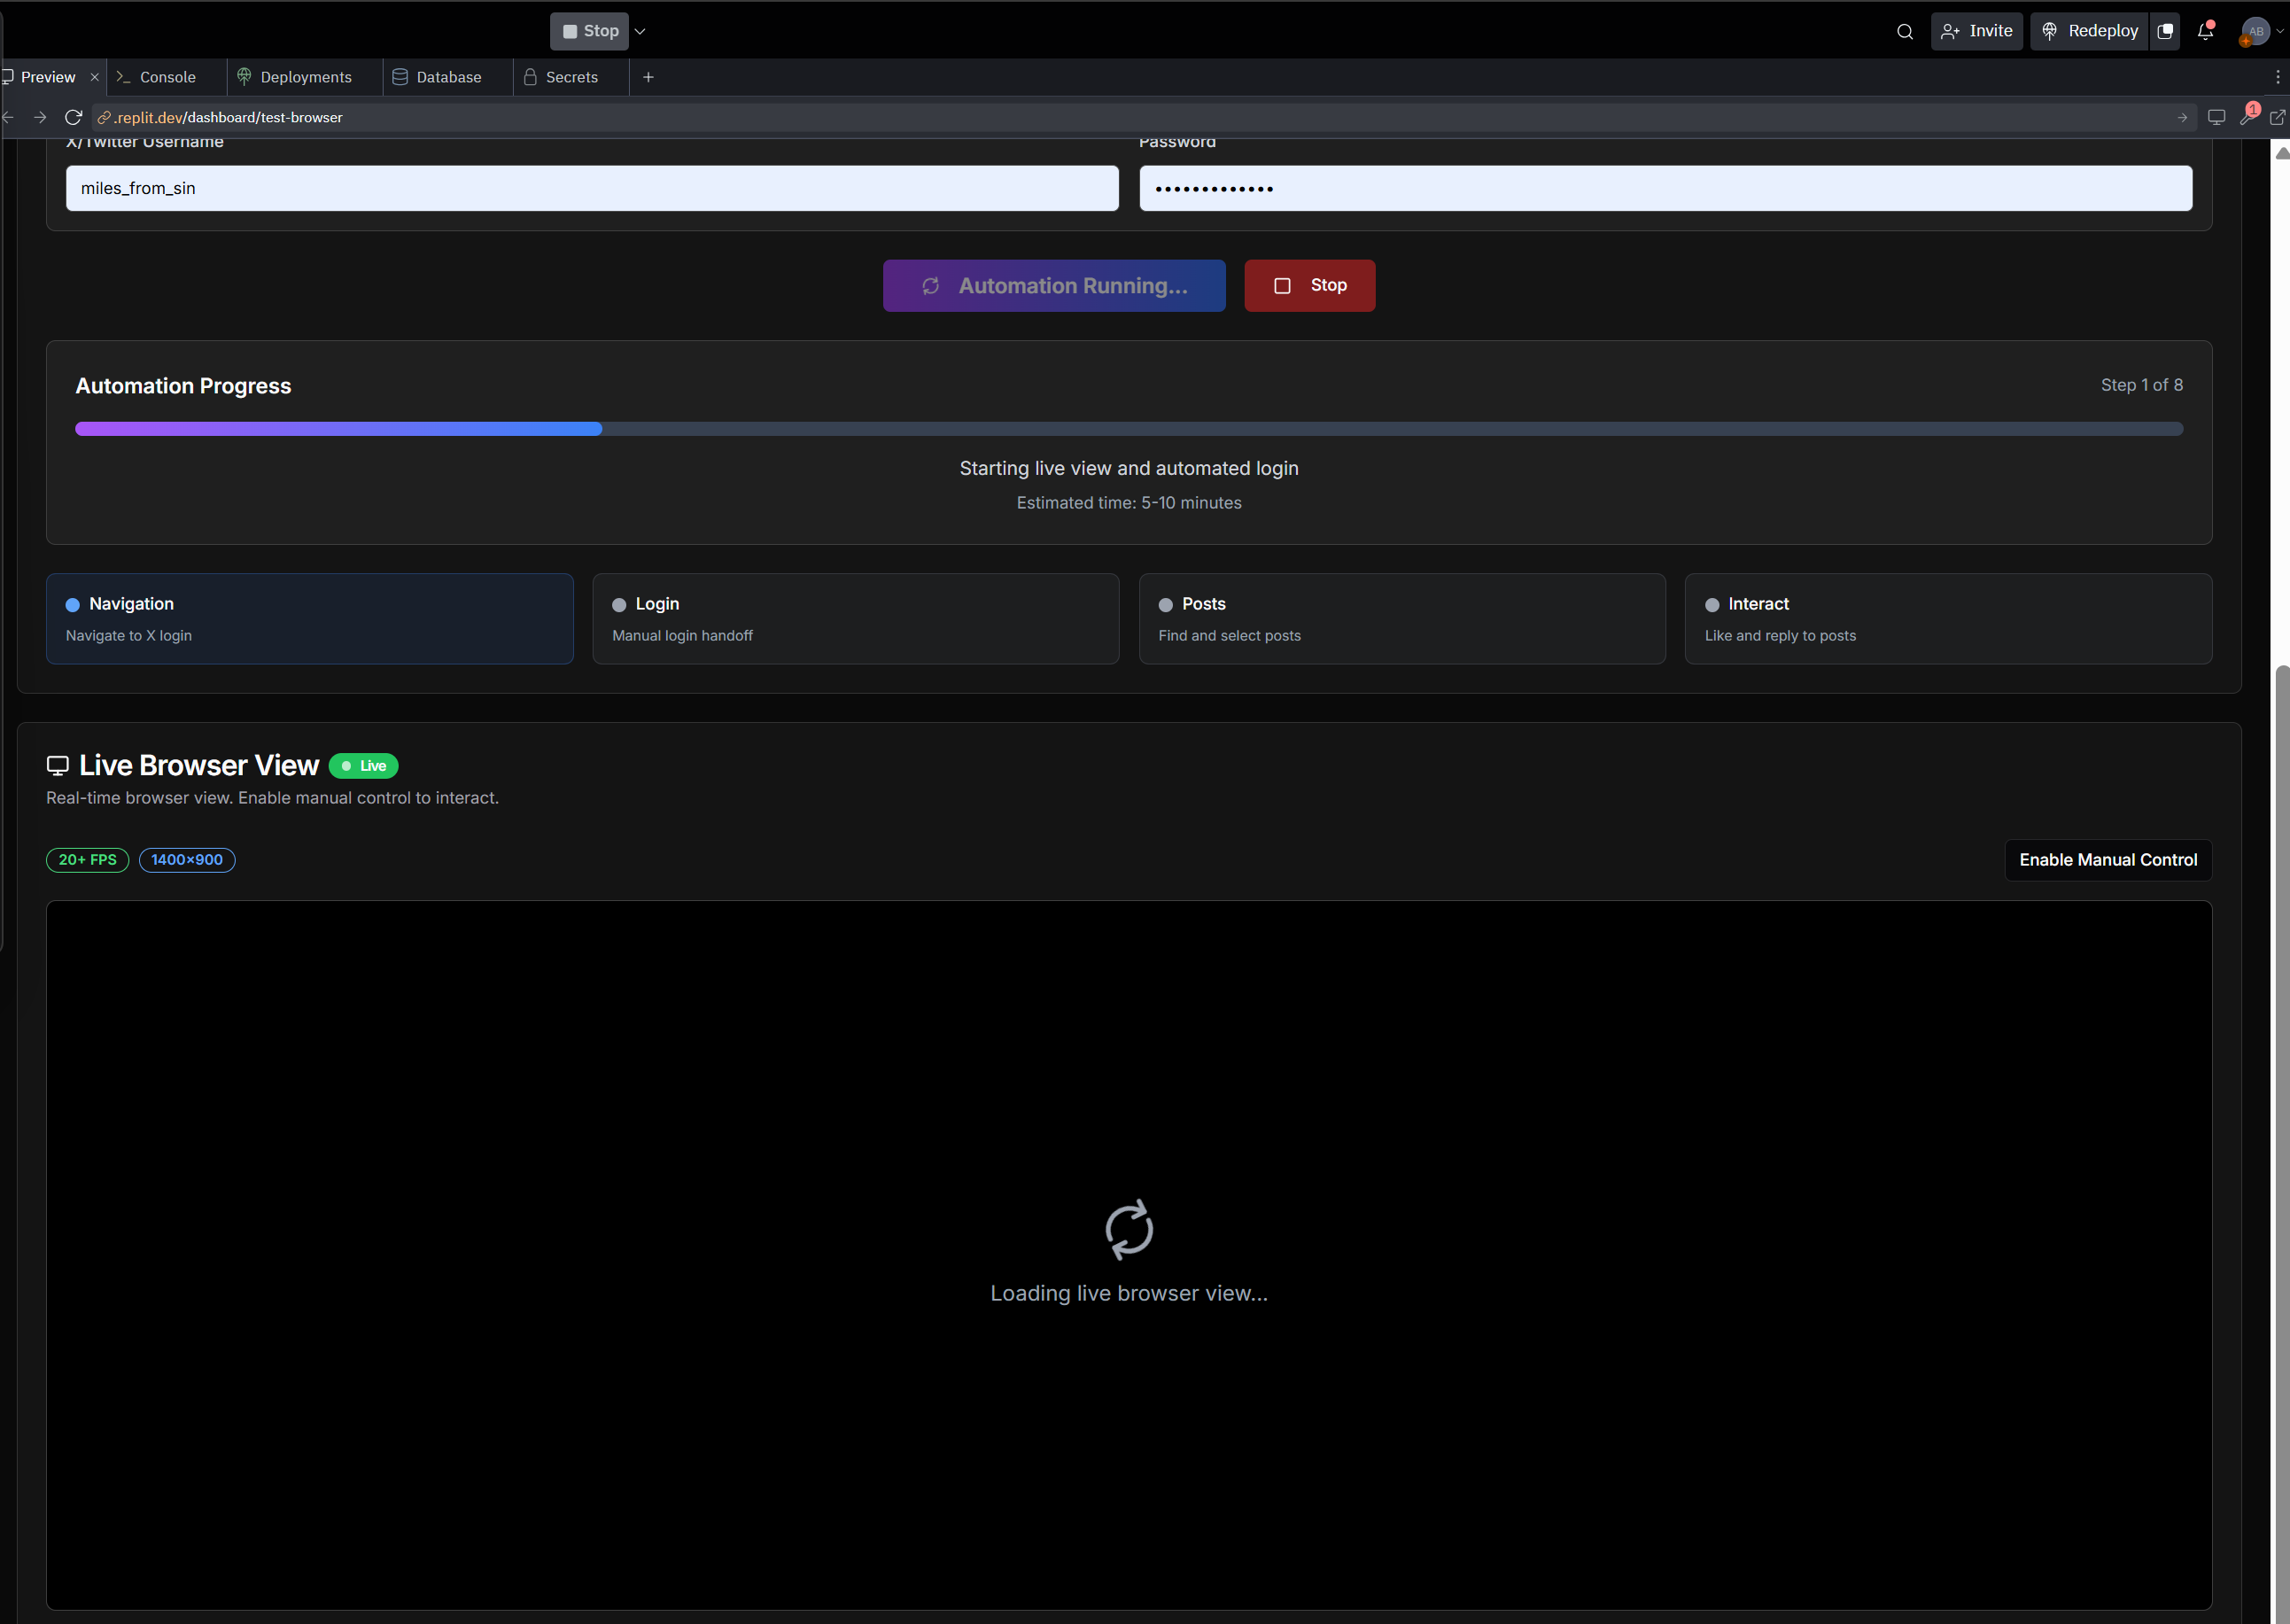 Stop
Invite
Redeploy
AB
Preview
Console
Deployments
Database
Secrets
.replit.dev/dashboard/test-browser
1
X/Twitter Username
Password
miles_from_sin
Automation Running...
Stop
Automation Progress
Step 1 of 8
Starting live view and automated login
Estimated time: 5-10 minutes
Navigation
Navigate to X login
Login
Manual login handoff
Posts
Find and select posts
Interact
Like and reply to posts
Live Browser View
Live
Real-time browser view. Enable manual control to interact.
20+ FPS
1400×900
Enable Manual Control
Loading live browser view...